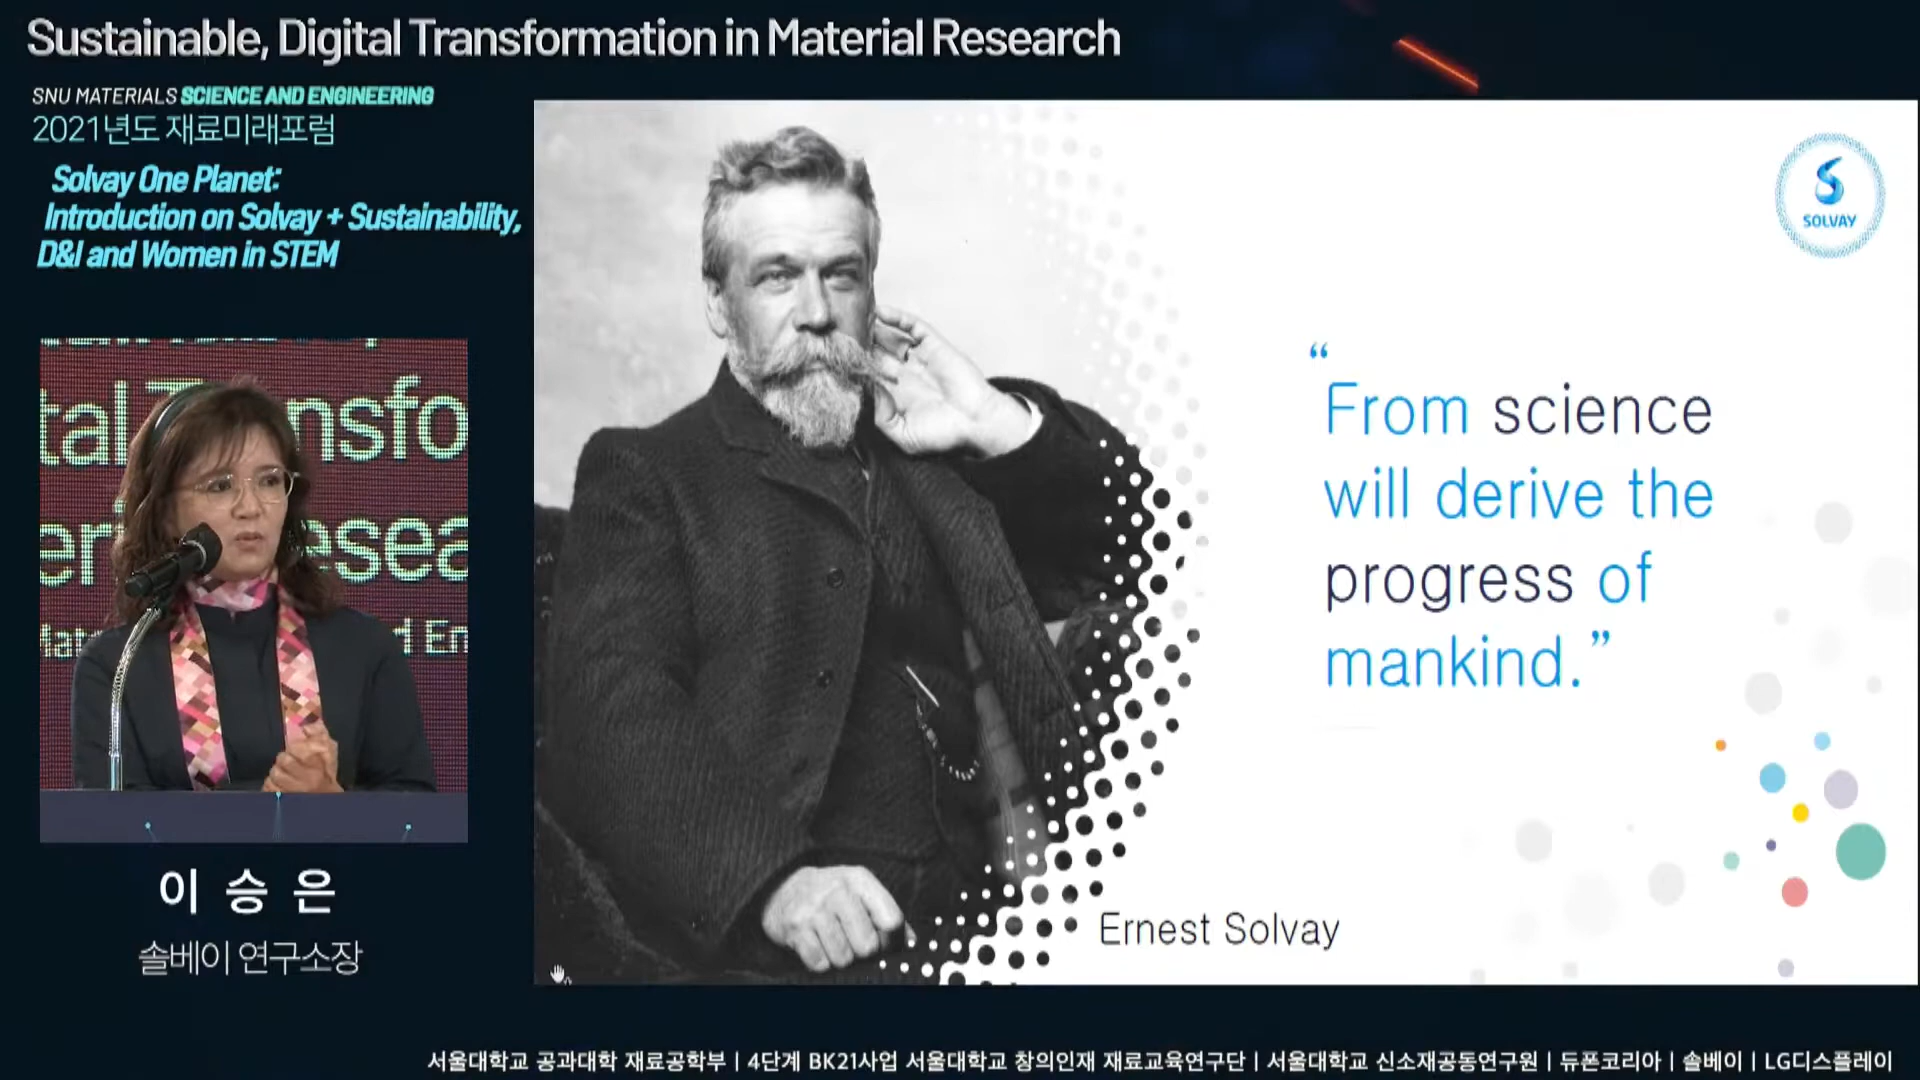 Sustainable, Digital Transformation in Material Research
SNU MATERIALS SCIENCE AND ENGINEERING
2021년도 재료미래포럼
Solvay One Planet:
Introduction on Solvay + Sustainability,
D&I and Women in STEM
SOLVAY
“From science
will derive the
progress of
mankind.”
Ernest Solvay
이승은
솔베이 연구소장
서울대학교 공과대학 재료공학부 | 4단계 BK21사업 서울대학교 창의인재 재료교육연구단 | 서울대학교 신소재공동연구원 | 듀폰코리아 | 솔베이 | LG디스플레이